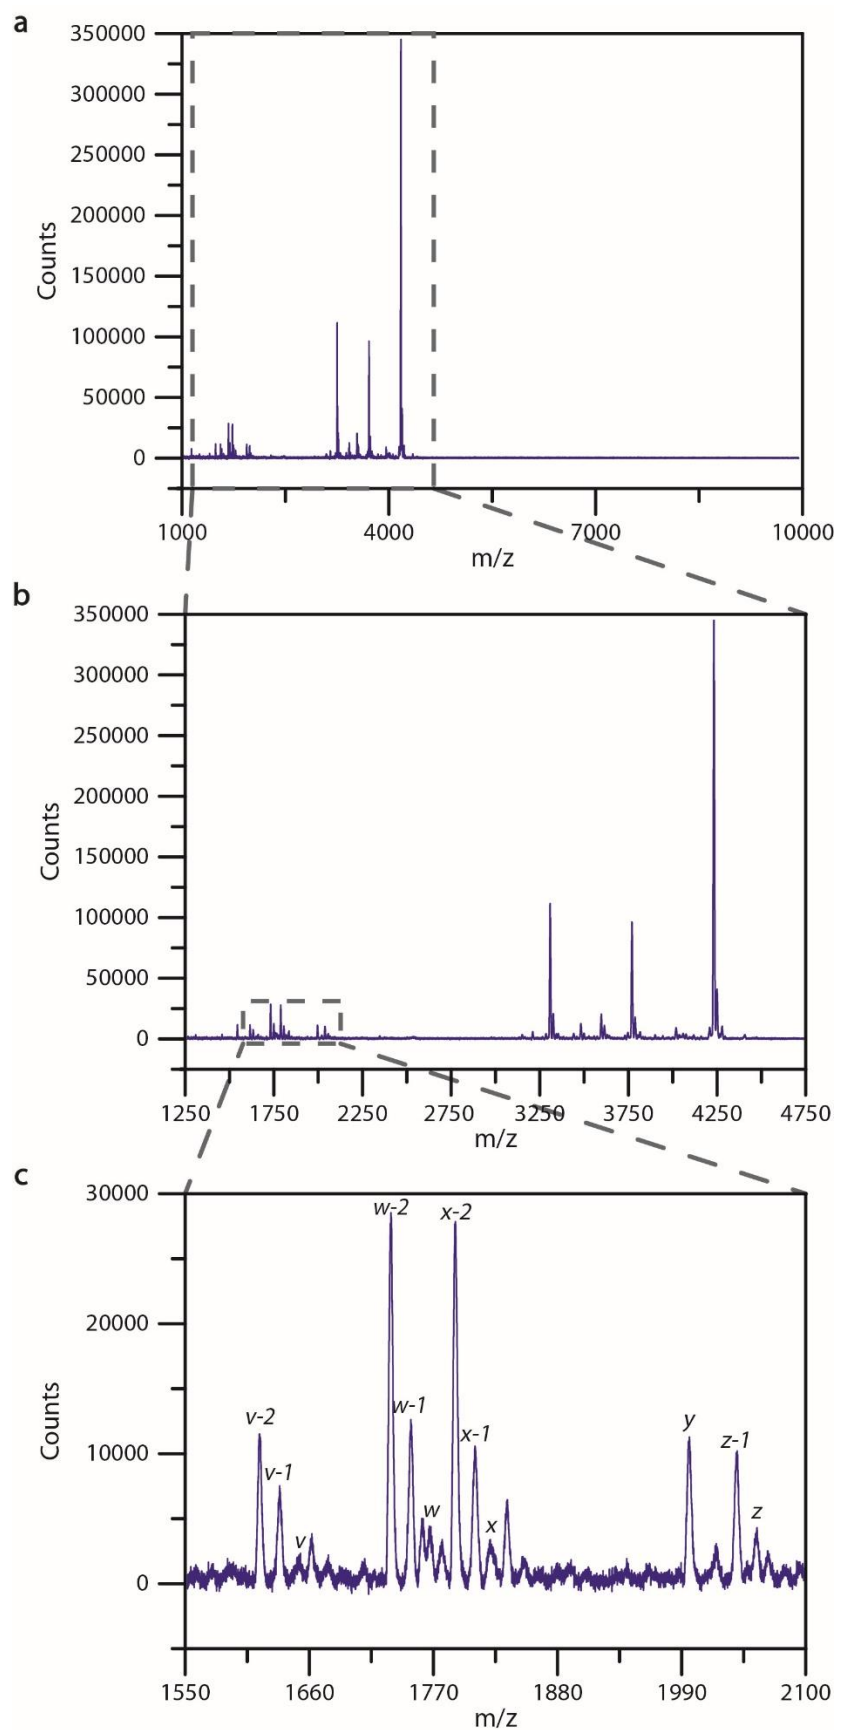 a
350000
300000
250000
200000
150000
100000
50000
0
Counts
1000 4000 7000 10000
m/z
b
350000
300000
250000
200000
150000
100000
50000
0
Counts
1250 1750 2250 2750 3250 3750 4250 4750
m/z
c
30000
20000
10000
0
Counts
w-2 x-2
w-1
v-2 x-1 y z-1
v-1
w z
v x
1550 1660 1770 1880 1990 2100
m/z